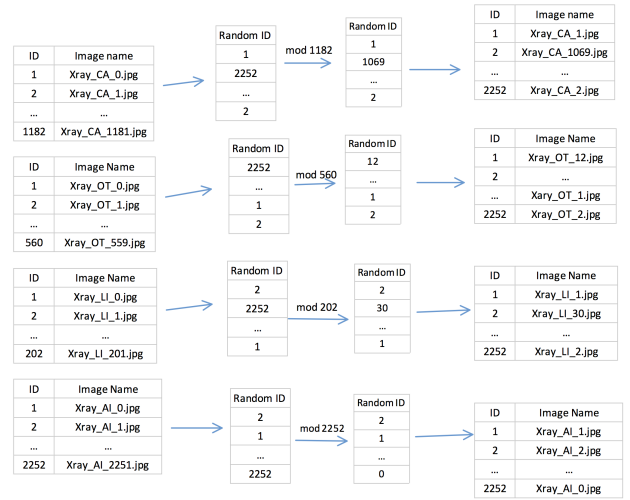 ID Image name
1 Xray_CA_0.jpg
2 Xray_CA_1.jpg
... ...
1182 Xray_CA_1181.jpg
Random ID
1
2252
...
2
mod 1182
Random ID
1
1069
...
2
ID Image name
1 Xray_CA_1.jpg
2 Xray_CA_1069.jpg
... ...
2252 Xray_CA_2.jpg
ID Image Name
1 Xray_OT_0.jpg
2 Xray_OT_1.jpg
... ...
560 Xray_OT_559.jpg
Random ID
2252
...
1
2
mod 560
Random ID
12
...
1
2
ID Image Name
1 Xray_OT_12.jpg
2 ...
... Xary_OT_1.jpg
2252 Xray_OT_2.jpg
ID Image Name
1 Xray_LI_0.jpg
2 Xray_LI_1.jpg
... ...
202 Xray_LI_201.jpg
Random ID
2
2252
...
1
mod 202
Random ID
2
30
...
1
ID Image Name
1 Xray_LI_1.jpg
2 Xray_LI_30.jpg
... ...
2252 Xray_LI_2.jpg
ID Image Name
1 Xray_AI_0.jpg
2 Xray_AI_1.jpg
... ...
2252 Xray_AI_2251.jpg
Random ID
2
1
...
2252
mod 2252
Random ID
2
1
...
0
ID Image Name
1 Xray_AI_1.jpg
2 Xray_AI_2.jpg
... ...
2252 Xray_AI_0.jpg